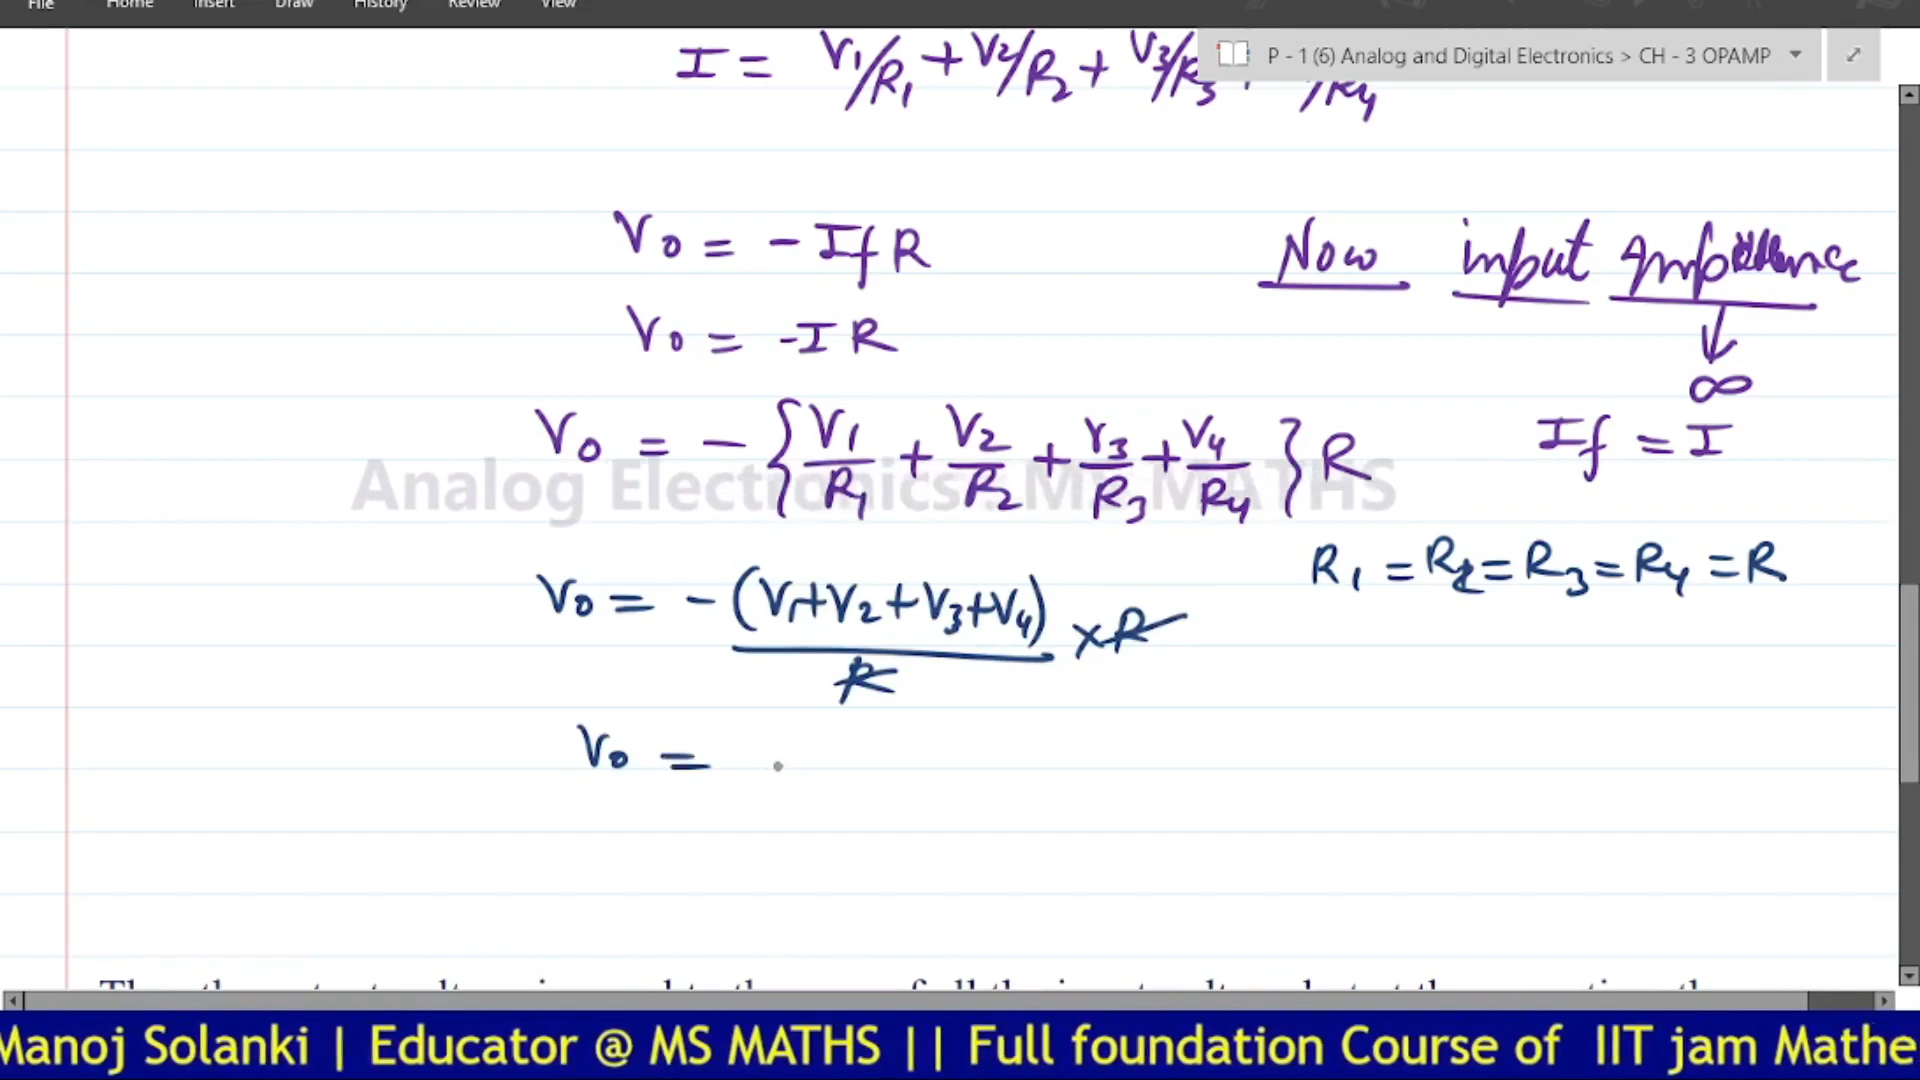 File Home Insert Draw History Review View
P - 1 (6) Analog and Digital Electronics > CH - 3 OPAMP
I = V1/R1 + V2/R2 + V3/R3 /R4
V0 = - If R
Now input
V0 = -I R
∞
V0 = - { V1/R1 + V2/R2 + V3/R3 + V4/R4 } R
If = I
Analog Electronics : MS MATHS
R1 = R2 = R3 = R4 = R
V0 = - (V1+V2+V3+V4)/R × R
V0 =
Manoj Solanki | Educator @ MS MATHS || Full foundation Course of IIT jam Mathe